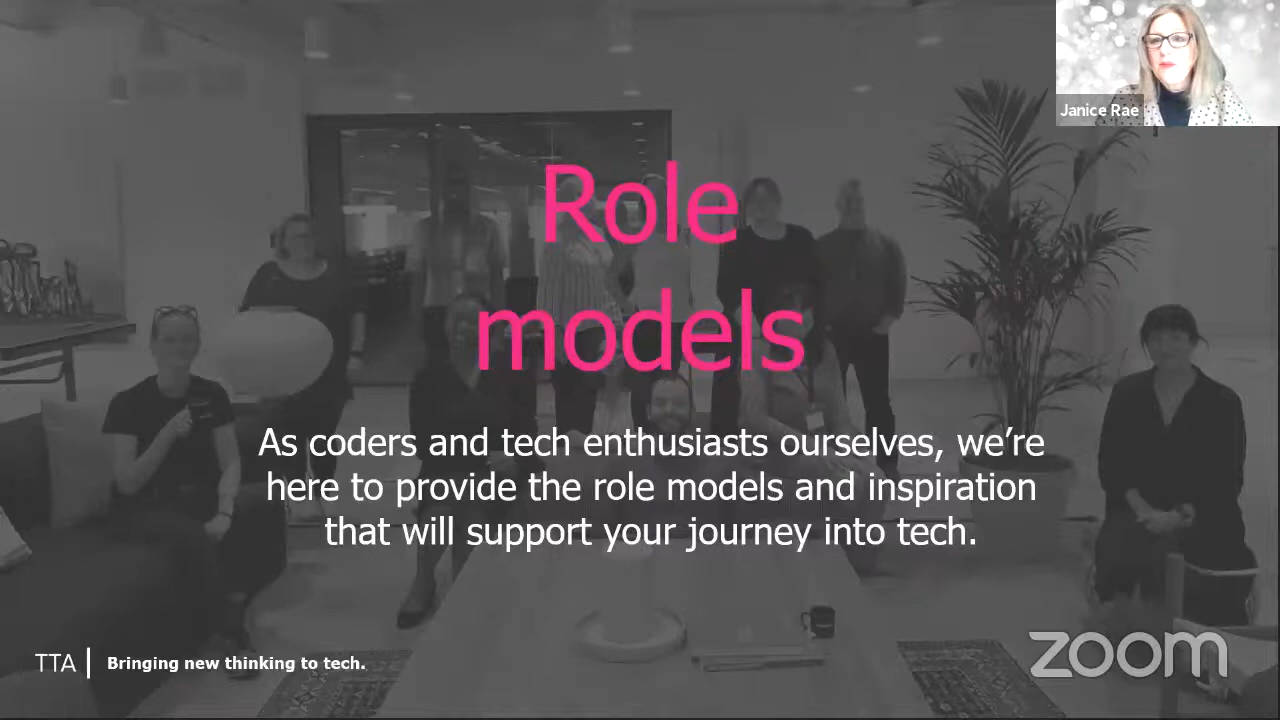 Janice Rae
Role
models
As coders and tech enthusiasts ourselves, we’re
here to provide the role models and inspiration
that will support your journey into tech.
TTA | Bringing new thinking to tech.
zoom